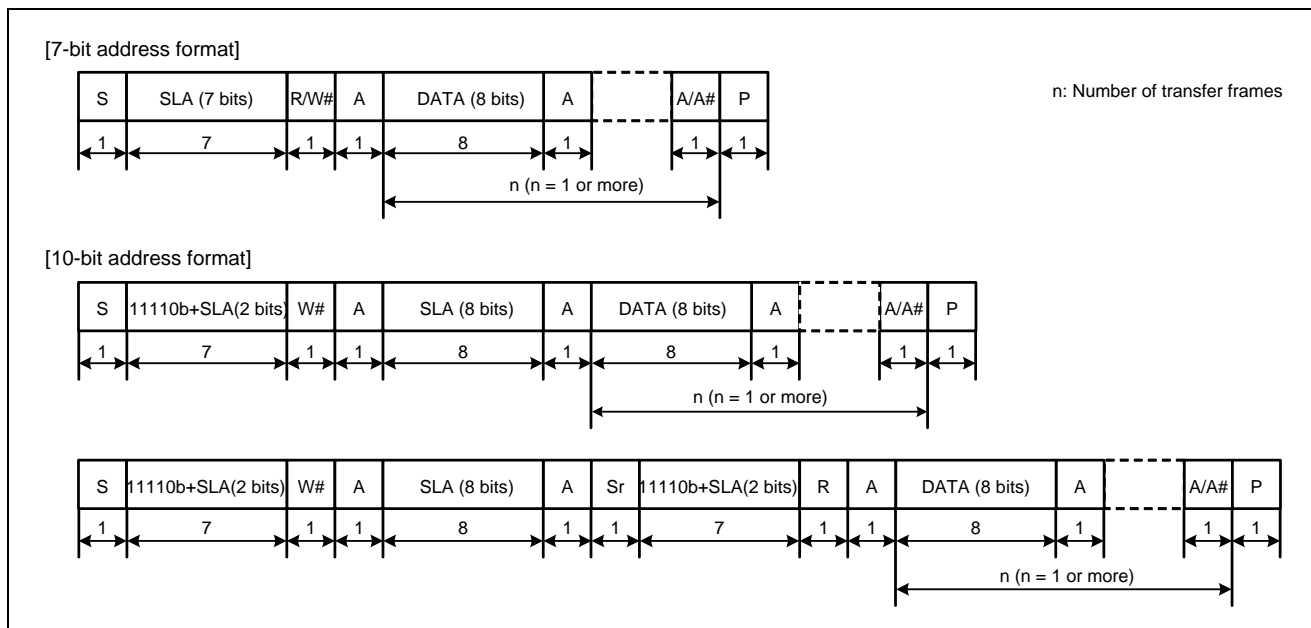 [7-bit address format]
n: Number of transfer frames
S SLA (7 bits) R/W# A DATA (8 bits) A A/A# P
1 7 1 1 8 1 1 1
n (n = 1 or more)
[10-bit address format]
S 11110b+SLA(2 bits) W# A SLA (8 bits) A DATA (8 bits) A A/A# P
1 7 1 1 8 1 8 1 1 1
n (n = 1 or more)
S 11110b+SLA(2 bits) W# A SLA (8 bits) A Sr 11110b+SLA(2 bits) R A DATA (8 bits) A A/A# P
1 7 1 1 8 1 1 7 1 1 8 1 1 1
n (n = 1 or more)